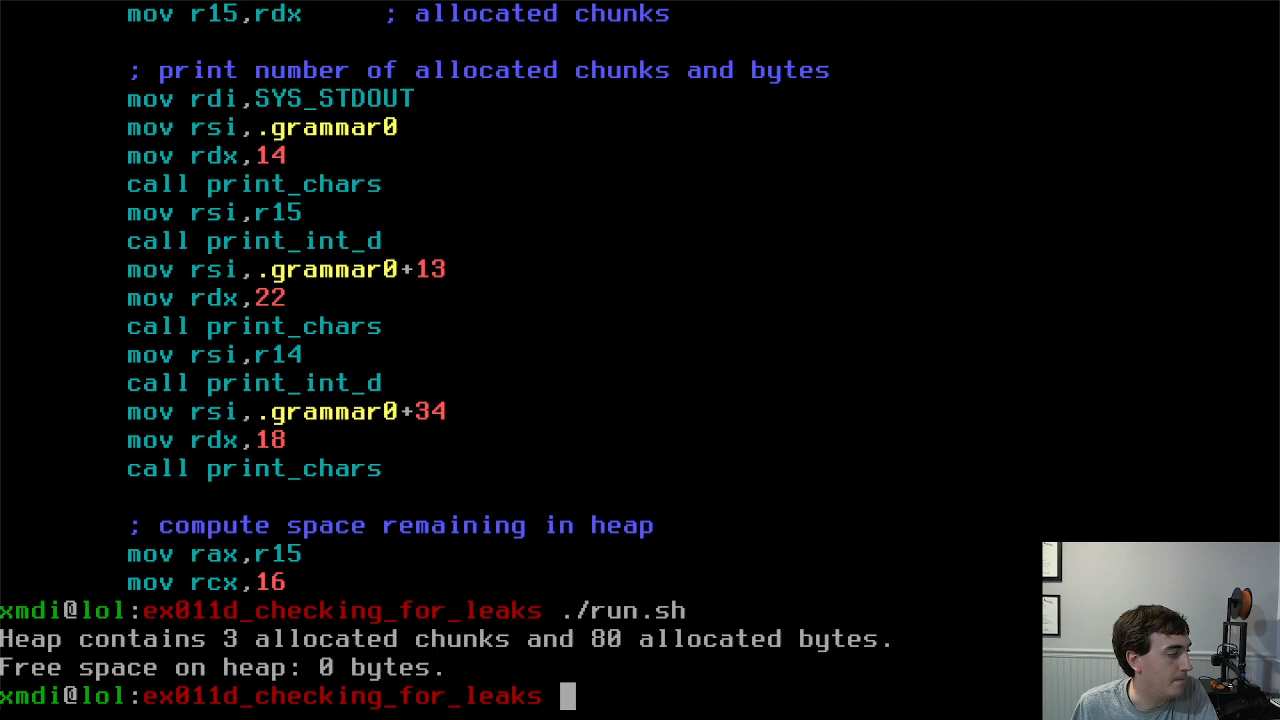 mov r15,rdx ; allocated chunks
; print number of allocated chunks and bytes
mov rdi,SYS_STDOUT
mov rsi,.grammar0
mov rdx,14
call print_chars
mov rsi,r15
call print_int_d
mov rsi,.grammar0+13
mov rdx,22
call print_chars
mov rsi,r14
call print_int_d
mov rsi,.grammar0+34
mov rdx,18
call print_chars
; compute space remaining in heap
mov rax,r15
mov rcx,16
xmdi@lol:ex011d_checking_for_leaks ./run.sh
Heap contains 3 allocated chunks and 80 allocated bytes.
Free space on heap: 0 bytes.
xmdi@lol:ex011d_checking_for_leaks